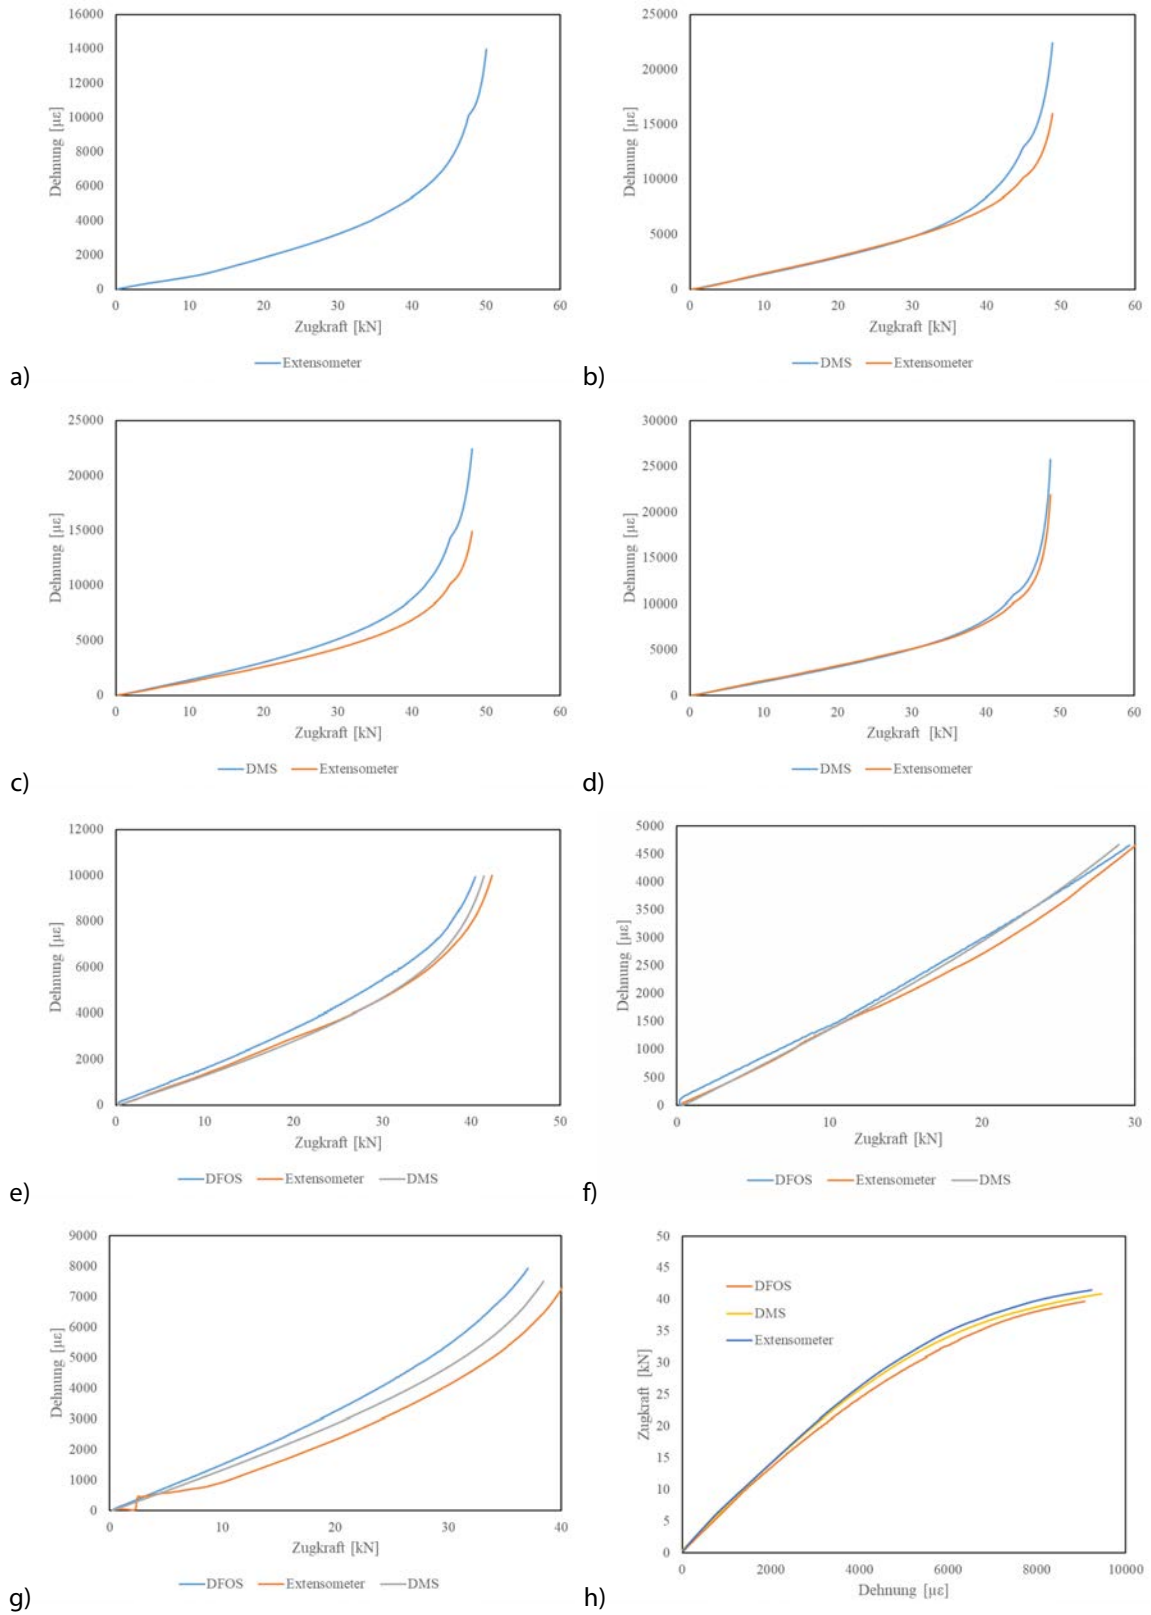 16000
14000
12000
10000
8000
6000
4000
2000
0
Dehnung [µε]
0 10 20 30 40 50 60
Zugkraft [kN]
Extensometer
a)
25000
20000
15000
10000
5000
0
Dehnung [µε]
0 10 20 30 40 50 60
Zugkraft [kN]
DMS Extensometer
b)
25000
20000
15000
10000
5000
0
Dehnung [µε]
0 10 20 30 40 50 60
Zugkraft [kN]
DMS Extensometer
c)
30000
25000
20000
15000
10000
5000
0
Dehnung [µε]
0 10 20 30 40 50 60
Zugkraft [kN]
DMS Extensometer
d)
12000
10000
8000
6000
4000
2000
0
Dehnung [µε]
0 10 20 30 40 50
Zugkraft [kN]
DFOS Extensometer DMS
e)
5000
4500
4000
3500
3000
2500
2000
1500
1000
500
0
Dehnung [µε]
0 10 20 30
Zugkraft [kN]
DFOS Extensometer DMS
f)
9000
8000
7000
6000
5000
4000
3000
2000
1000
0
Dehnung [µε]
0 10 20 30 40
Zugkraft [kN]
DFOS Extensometer DMS
g)
50
45
40
35
30
25
20
15
10
5
0
Zugkraft [kN]
DFOS
DMS
Extensometer
0 2000 4000 6000 8000 10000
Dehnung [µε]
h)